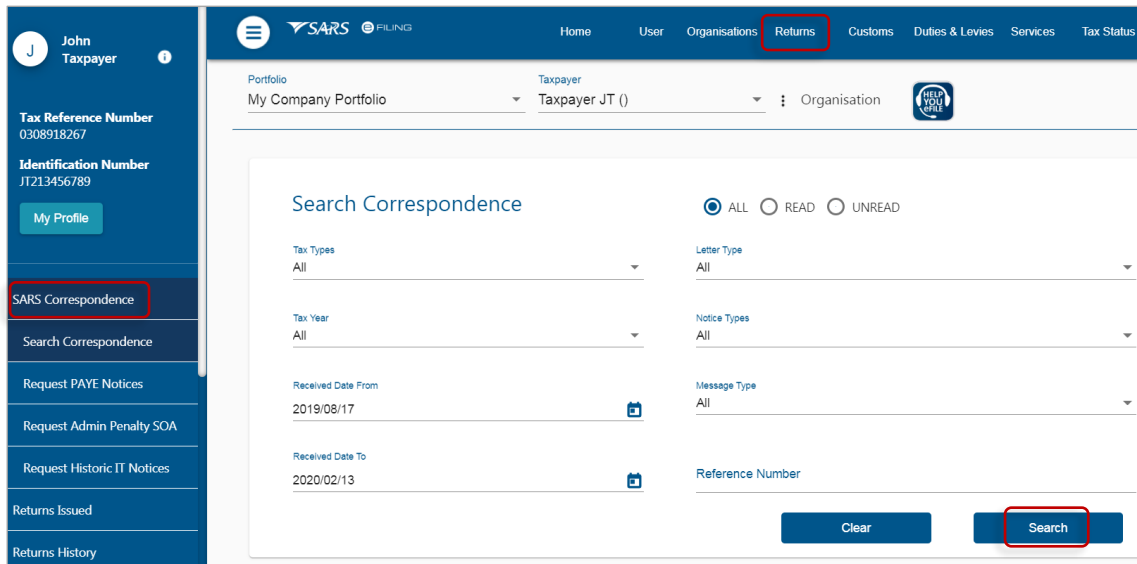 J
John
Taxpayer
i
Tax Reference Number
0308918267
Identification Number
JT213456789
My Profile
SARS Correspondence
Search Correspondence
Request PAYE Notices
Request Admin Penalty SOA
Request Historic IT Notices
Returns Issued
Returns History
SARS e FILING
Home User Organisations Returns Customs Duties & Levies Services Tax Status
Portfolio Taxpayer
My Company Portfolio Taxpayer JT () Organisation
HELP
YOU
eFILE
Search Correspondence ALL READ UNREAD
Tax Types Letter Type
All All
Tax Year Notice Types
All All
Received Date From Message Type
2019/08/17 All
Received Date To
2020/02/13 Reference Number
Clear Search